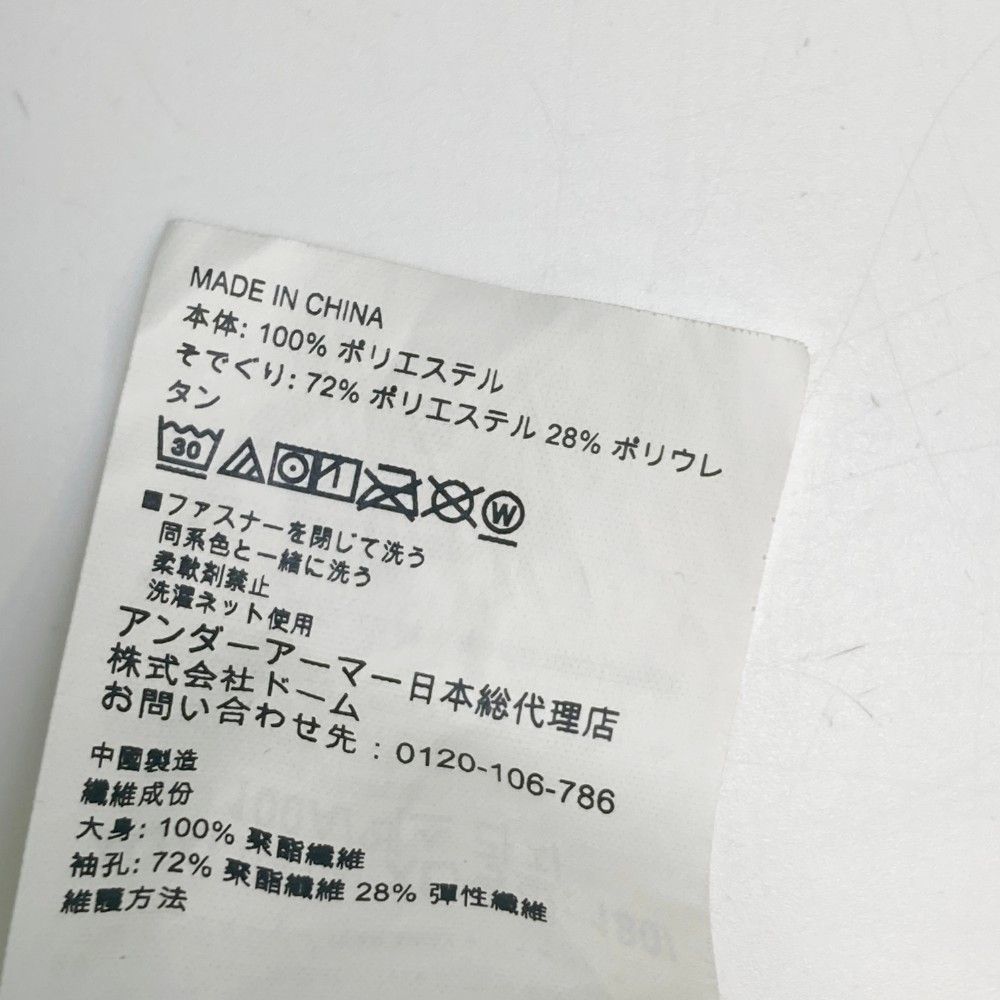 MADE IN CHINA
本体: 100% ポリエステル
そでぐり: 72% ポリエステル 28% ポリウレ
タン
30
W
■ファスナーを閉じて洗う
同系色と一緒に洗う
柔軟剤禁止
洗濯ネット使用
アンダーアーマー日本総代理店
株式会社ドーム
お問い合わせ先 : 0120-106-786
中國製造
纖維成份
大身: 100% 聚酯纖維
袖孔: 72% 聚酯纖維 28% 彈性纖維
維護方法